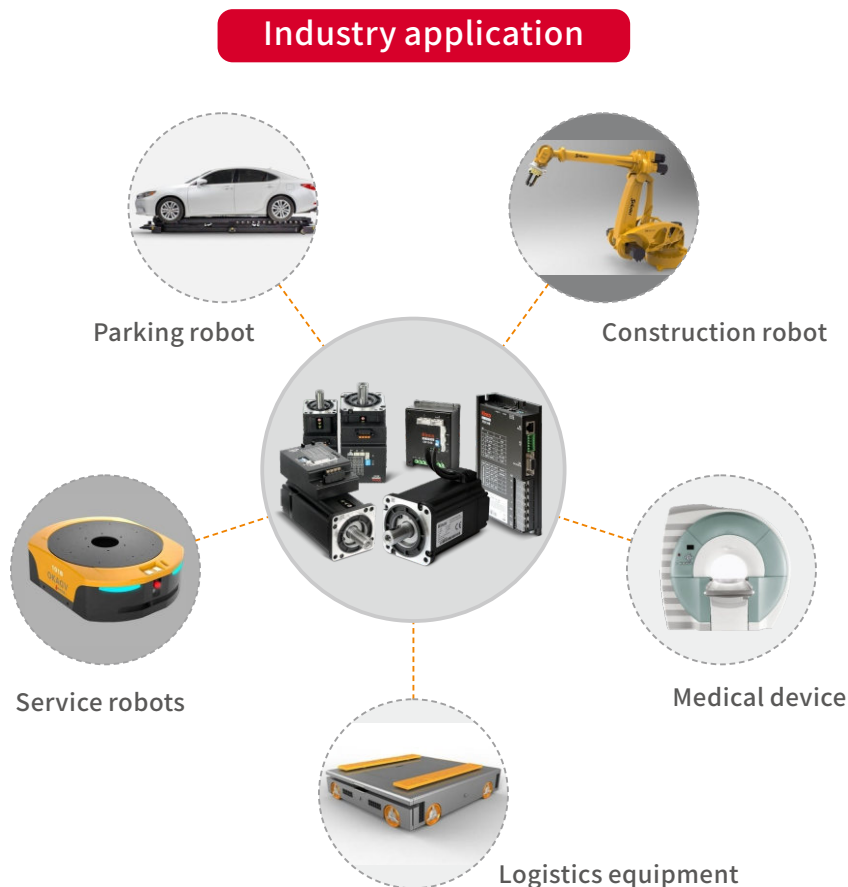 Industry application
Parking robot
Construction robot
Service robots
Medical device
Logistics equipment